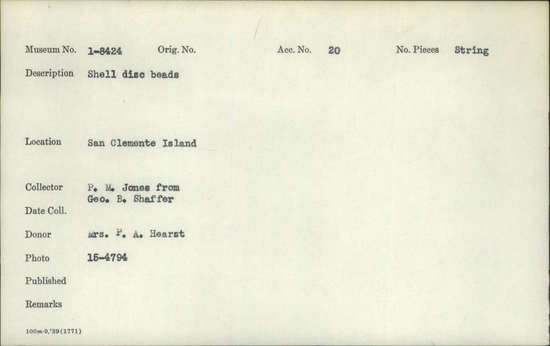 Museum No. 1-8424 Orig. No. Acc. No. 20 No. Pieces String
Description Shell disc beads
Location San Clemente Island
Collector P. M. Jones from
Geo. B. Shaffer
Date Coll.
Donor Mrs. P. A. Hearst
Photo 15-4794
Published
Remarks
100m-9,'39(1771)